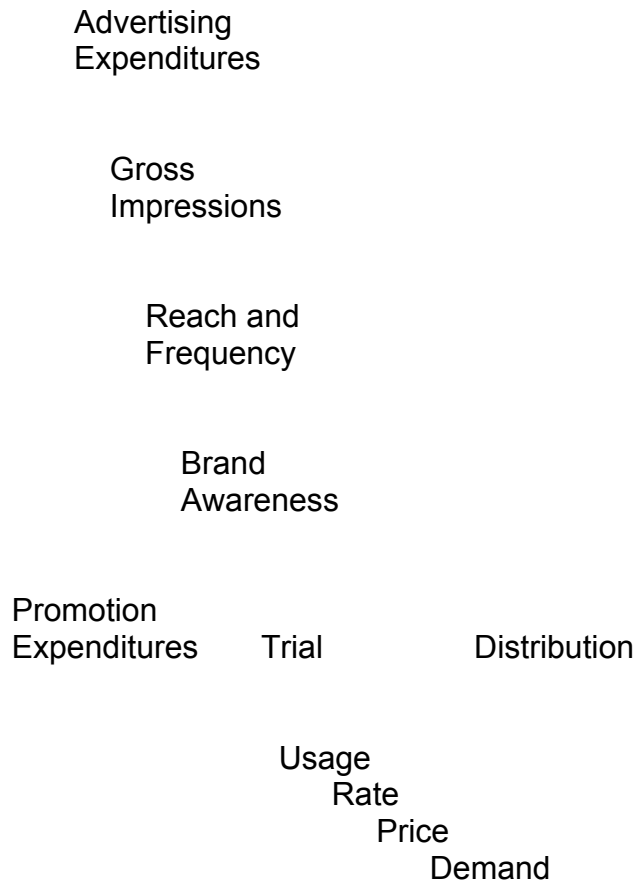 Advertising
Expenditures
Gross
Impressions
Reach and
Frequency
Brand
Awareness
Promotion
Expenditures Trial Distribution
Usage
Rate
Price
Demand